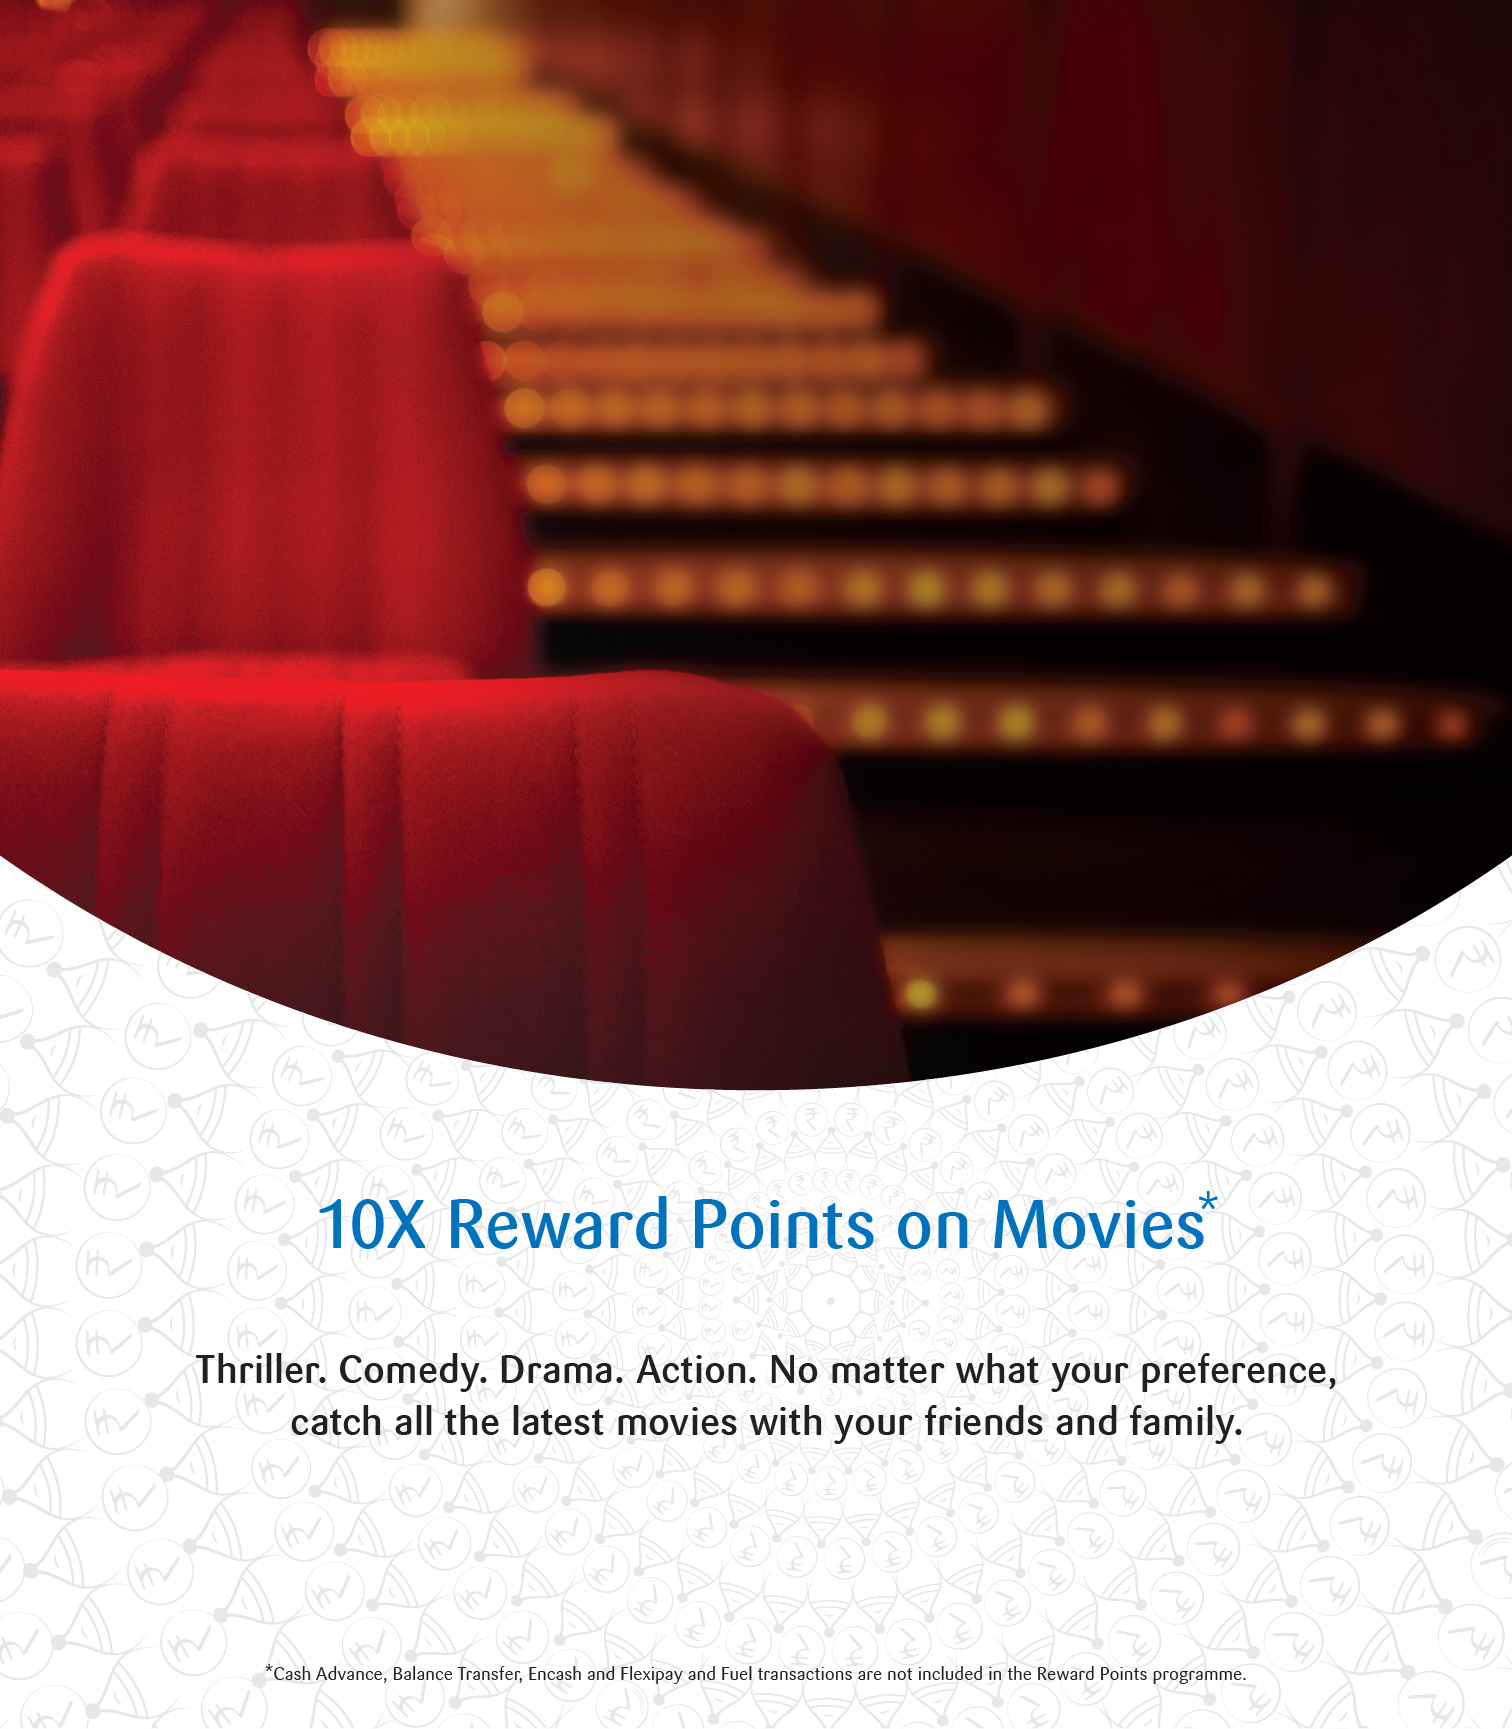 10X Reward Points on Movies*
Thriller. Comedy. Drama. Action. No matter what your preference,
catch all the latest movies with your friends and family.
*Cash Advance, Balance Transfer, Encash and Flexipay and Fuel transactions are not included in the Reward Points programme.